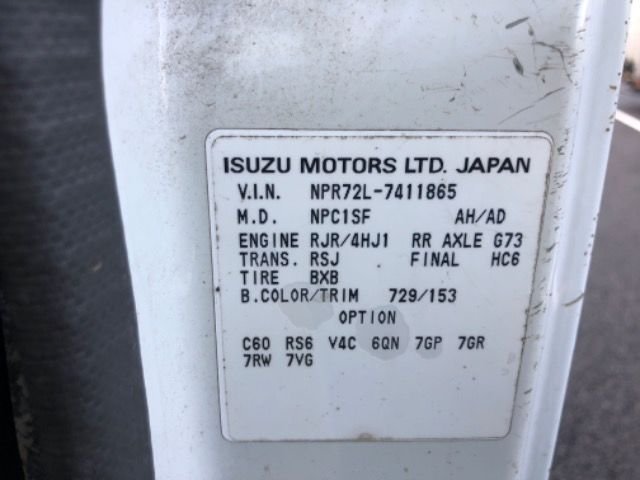 ISUZU MOTORS LTD. JAPAN
V.I.N. NPR72L-7411865
M.D. NPC1SF AH/AD
ENGINE RJR/4HJ1 RR AXLE G73
TRANS. RSJ FINAL HC6
TIRE BXB
B.COLOR/TRIM 729/153
OPTION
C60 RS6 V4C 6QN 7GP 7GR
7RW 7VG